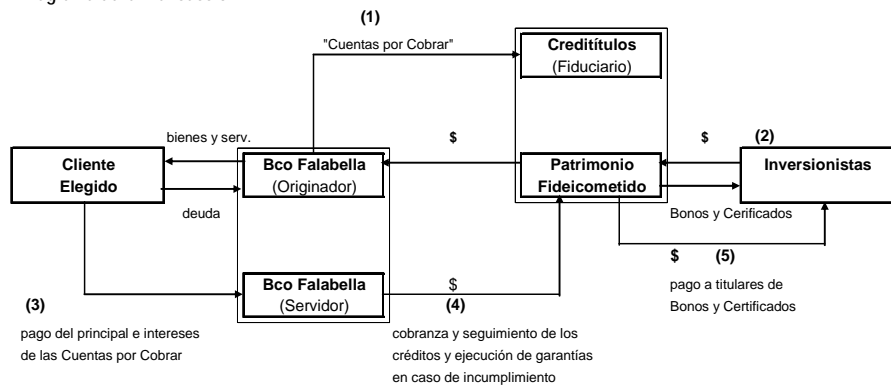 (1)
"Cuentas por Cobrar"
Creditítulos
(Fiduciario)
bienes y serv.
$
$
(2)
Cliente
Elegido
Bco Falabella
(Originador)
Patrimonio
Fideicometido
Inversionistas
deuda
Bonos y Cerificados
$
(5)
Bco Falabella
(Servidor)
$
(4)
pago a titulares de
Bonos y Certificados
(3)
pago del principal e intereses
de las Cuentas por Cobrar
cobranza y seguimiento de los
créditos y ejecución de garantías
en caso de incumplimiento